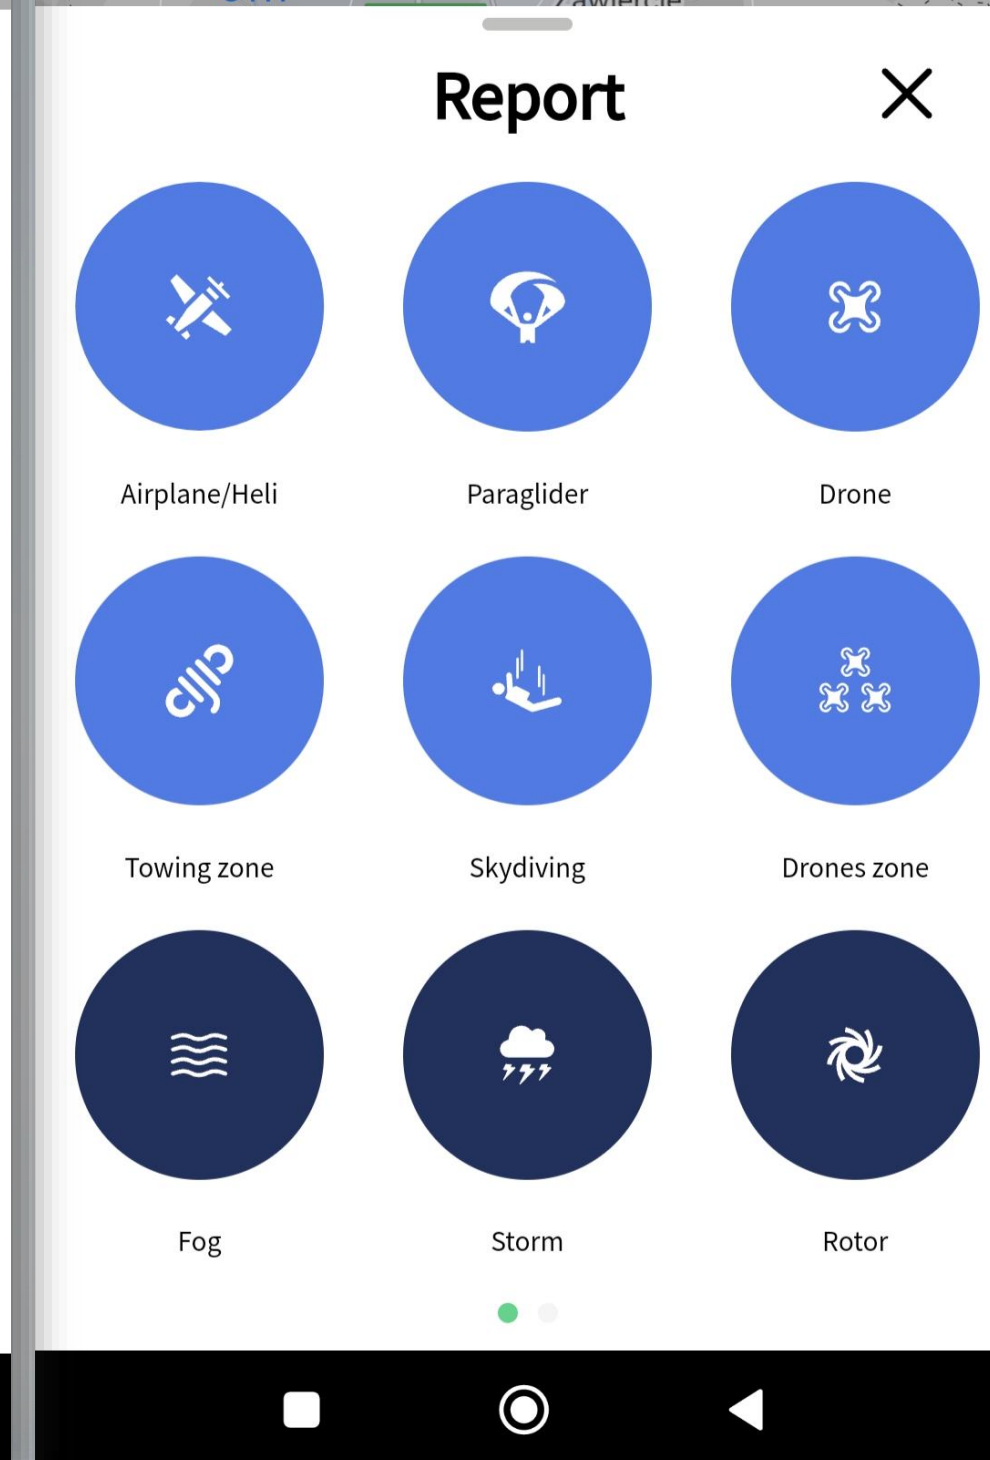 Report
Airplane/Heli
Paraglider
Drone
Towing zone
Skydiving
Drones zone
Fog
Storm
Rotor